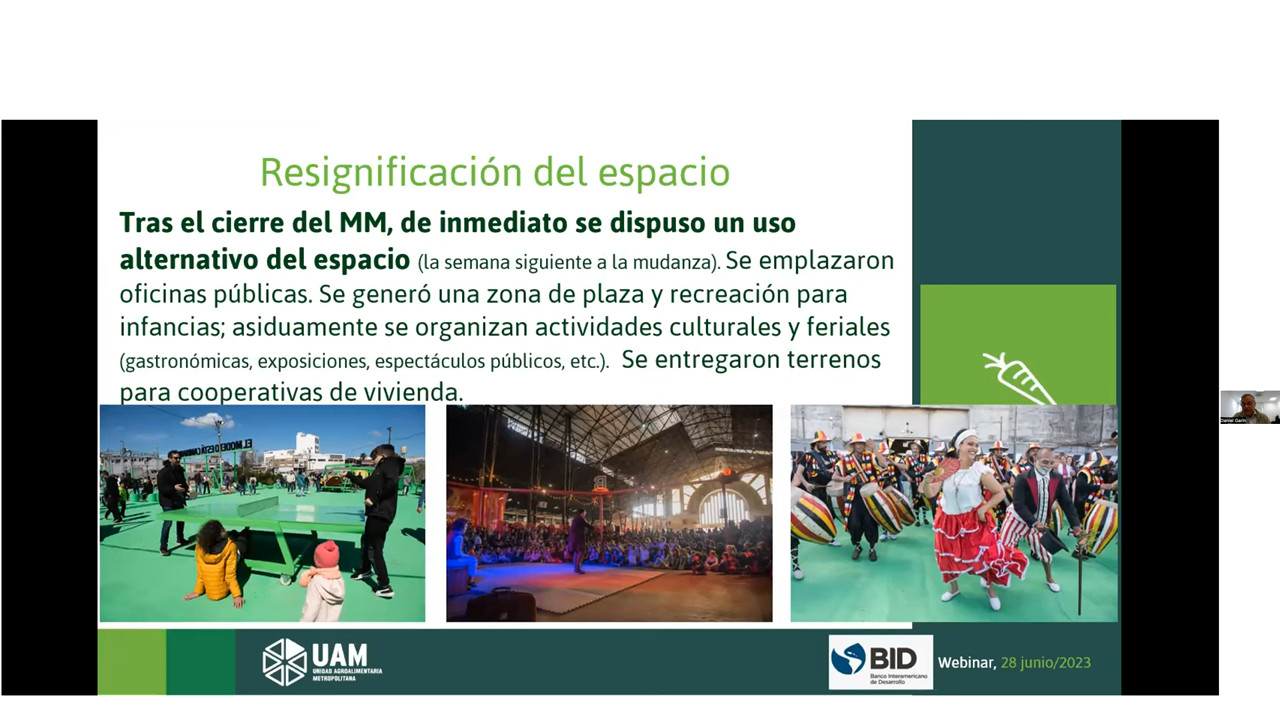 Resignificación del espacio
Tras el cierre del MM, de inmediato se dispuso un uso
alternativo del espacio (la semana siguiente a la mudanza). Se emplazaron
oficinas públicas. Se generó una zona de plaza y recreación para
infancias; asiduamente se organizan actividades culturales y feriales
(gastronómicas, exposiciones, espectáculos públicos, etc.). Se entregaron terrenos
para cooperativas de vivienda.
UAM
UNIDAD AGROALIMENTARIA
METROPOLITANA
BID
Banco Interamericano
de Desarrollo
Webinar, 28 junio/2023